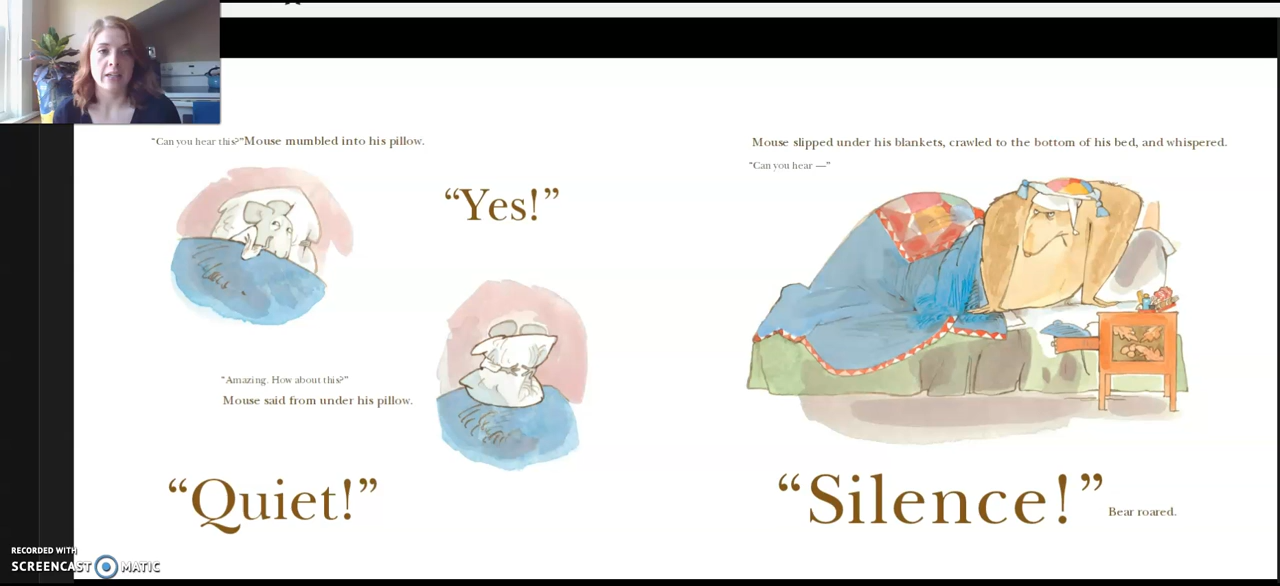 “Can you hear this?” Mouse mumbled into his pillow.
“Yes!”
“Amazing. How about this?”
Mouse said from under his pillow.
“Quiet!”
Mouse slipped under his blankets, crawled to the bottom of his bed, and whispered.
“Can you hear —”
“Silence!” Bear roared.
RECORDED WITH
SCREENCAST MATIC